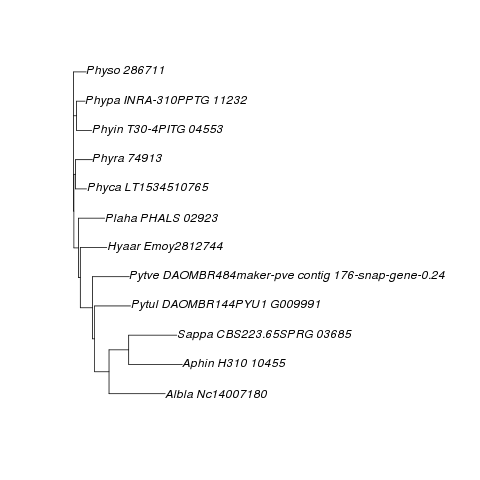 Physo 286711
Phypa INRA-310PPTG 11232
Phyin T30-4PITG 04553
Phyra 74913
Phyca LT1534510765
Plaha PHALS 02923
Hyaar Emoy2812744
Pytve DAOMBR484maker-pve contig 176-snap-gene-0.24
Pytul DAOMBR144PYU1 G009991
Sappa CBS223.65SPRG 03685
Aphin H310 10455
Albla Nc14007180